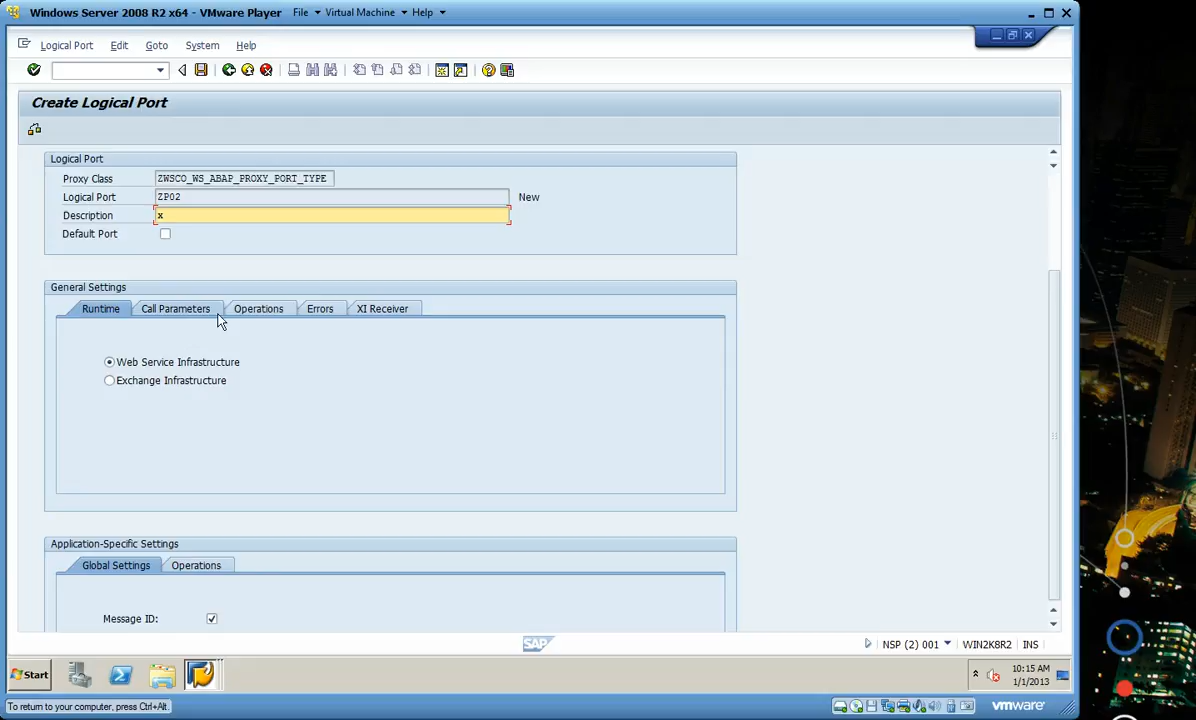 Windows Server 2008 R2 x64 - VMware Player File Virtual Machine Help
Logical Port Edit Goto System Help
Create Logical Port
Logical Port
Proxy Class ZWSCO_WS_ABAP_PROXY_PORT_TYPE
Logical Port ZP02 New
Description x
Default Port
General Settings
Runtime Call Parameters Operations Errors XI Receiver
Web Service Infrastructure
Exchange Infrastructure
Application-Specific Settings
Global Settings Operations
Message ID:
SAP
NSP (2) 001 WIN2K8R2 INS
Start
10:15 AM
1/1/2013
To return to your computer, press Ctrl+Alt.
vmware